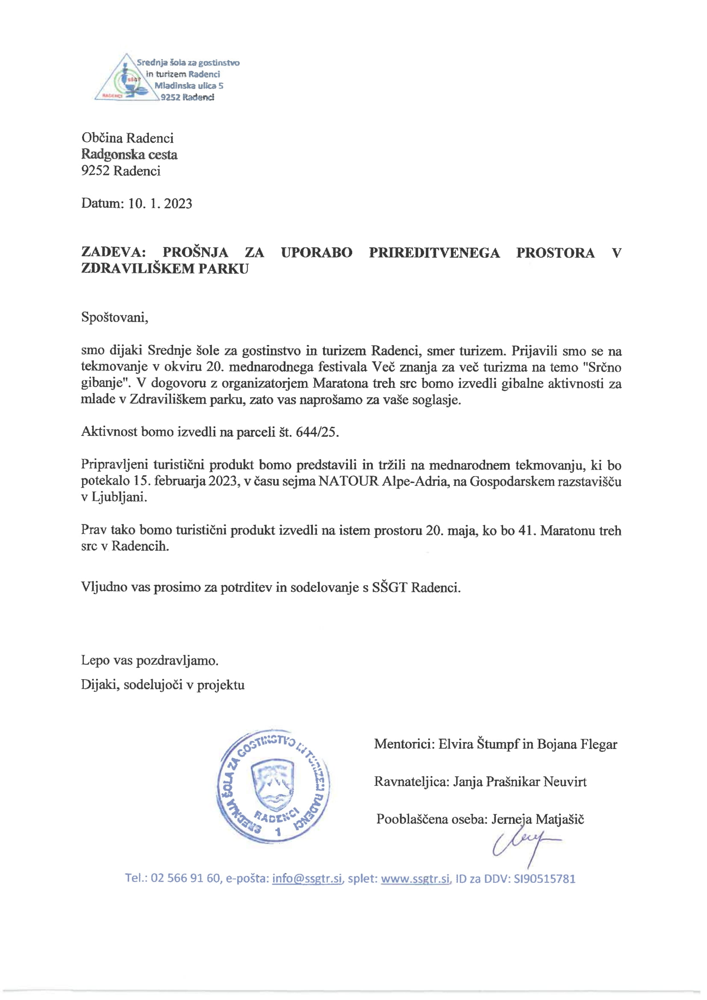 Srednja šola za gostinstvo
in turizem Radenci
Mladinska ulica 5
9252 Radenci
SŠGT
RADENCI
Občina Radenci
Radgonska cesta
9252 Radenci
Datum: 10. 1. 2023
ZADEVA: PROŠNJA ZA UPORABO PRIREDITVENEGA PROSTORA V
ZDRAVILIŠKEM PARKU
Spoštovani,
smo dijaki Srednje šole za gostinstvo in turizem Radenci, smer turizem. Prijavili smo se na
tekmovanje v okviru 20. mednarodnega festivala Več znanja za več turizma na temo "Srčno
gibanje". V dogovoru z organizatorjem Maratona treh src bomo izvedli gibalne aktivnosti za
mlade v Zdraviliškem parku, zato vas naprošamo za vaše soglasje.
Aktivnost bomo izvedli na parceli št. 644/25.
Pripravljeni turistični produkt bomo predstavili in tržili na mednarodnem tekmovanju, ki bo
potekalo 15. februarja 2023, v času sejma NATOUR Alpe-Adria, na Gospodarskem razstavišču
v Ljubljani.
Prav tako bomo turistični produkt izvedli na istem prostoru 20. maja, ko bo 41. Maratonu treh
src v Radencih.
Vljudno vas prosimo za potrditev in sodelovanje s SŠGT Radenci.
Lepo vas pozdravljamo.
Dijaki, sodelujoči v projektu
SREDNJA ŠOLA ZA GOSTINSTVO IN TURIZEM RADENCI
RADENCI
1
Mentorici: Elvira Štumpf in Bojana Flegar
Ravnateljica: Janja Prašnikar Neuvirt
Pooblaščena oseba: Jerneja Matjašič
Tel.: 02 566 91 60, e-pošta: info@ssgtr.si, splet: www.ssgtr.si, ID za DDV: SI90515781